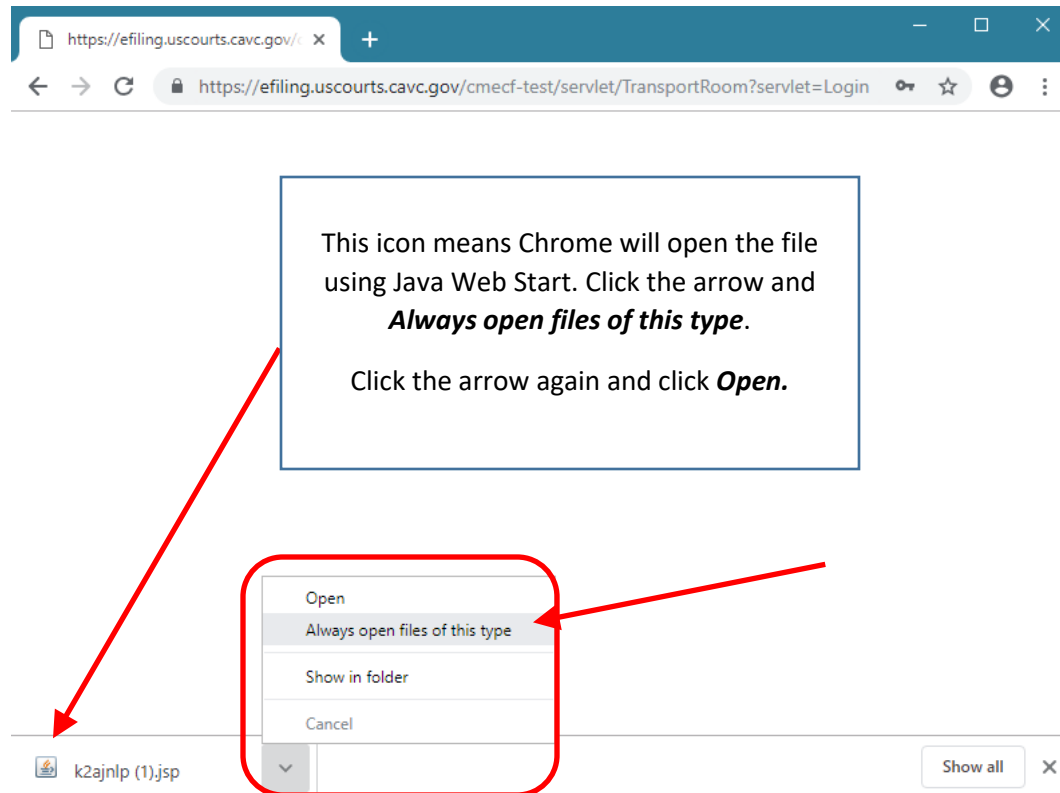 https://efiling.uscourts.cavc.gov/c
https://efiling.uscourts.cavc.gov/cmecf-test/servlet/TransportRoom?servlet=Login
This icon means Chrome will open the file
using Java Web Start. Click the arrow and
Always open files of this type.
Click the arrow again and click Open.
Open
Always open files of this type
Show in folder
Cancel
k2ajnlp (1).jsp
Show all